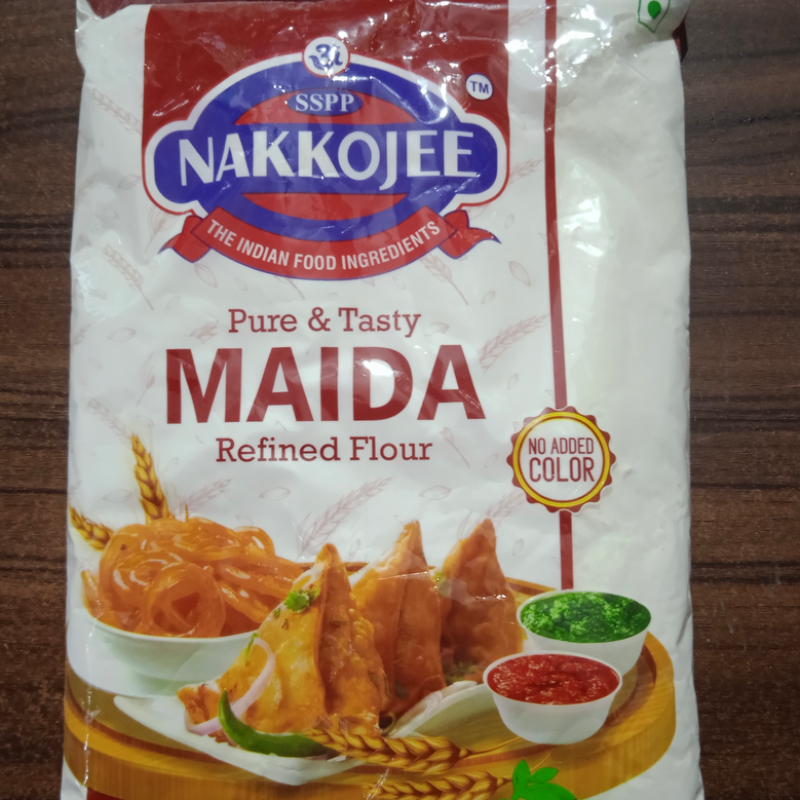 श्री
SSPP
TM
NAKKOJEE
THE INDIAN FOOD INGREDIENTS
Pure & Tasty
MAIDA
Refined Flour
NO ADDED
COLOR